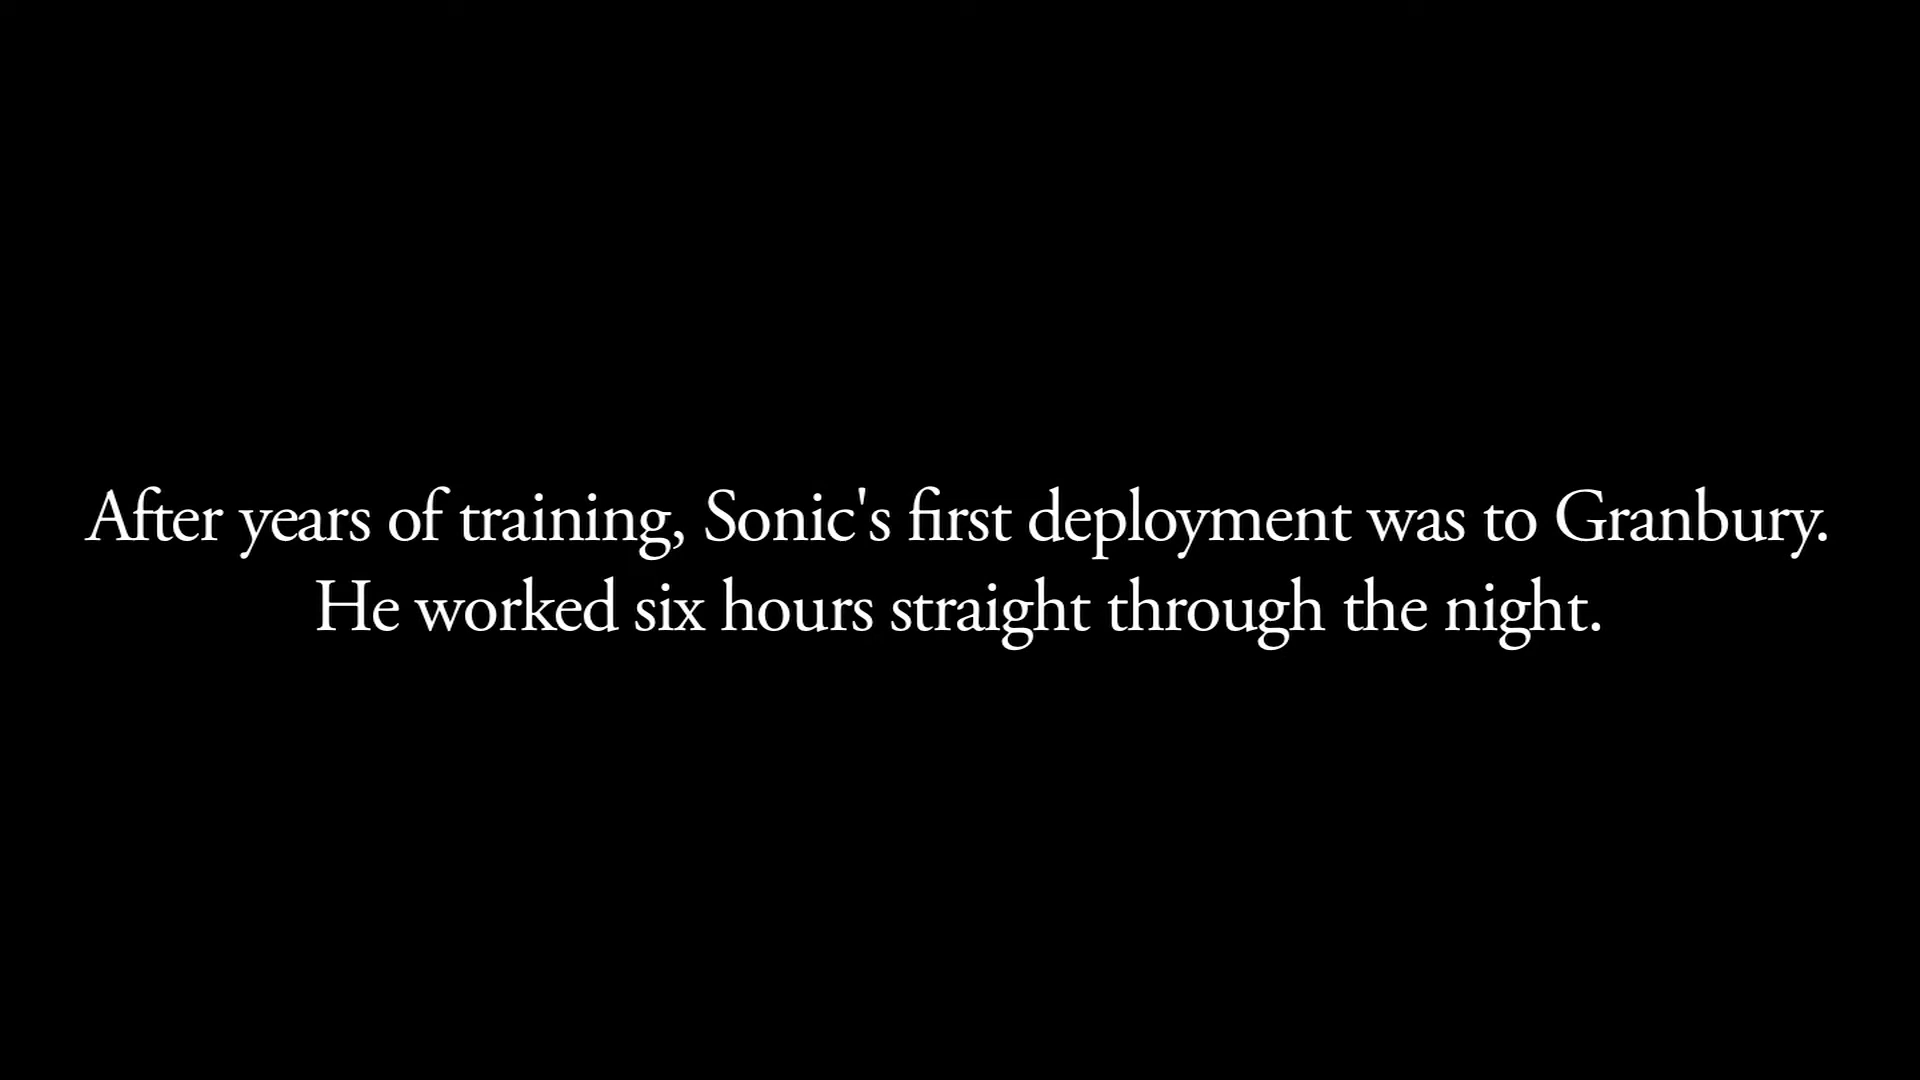 After years of training, Sonic's first deployment was to Granbury.
He worked six hours straight through the night.